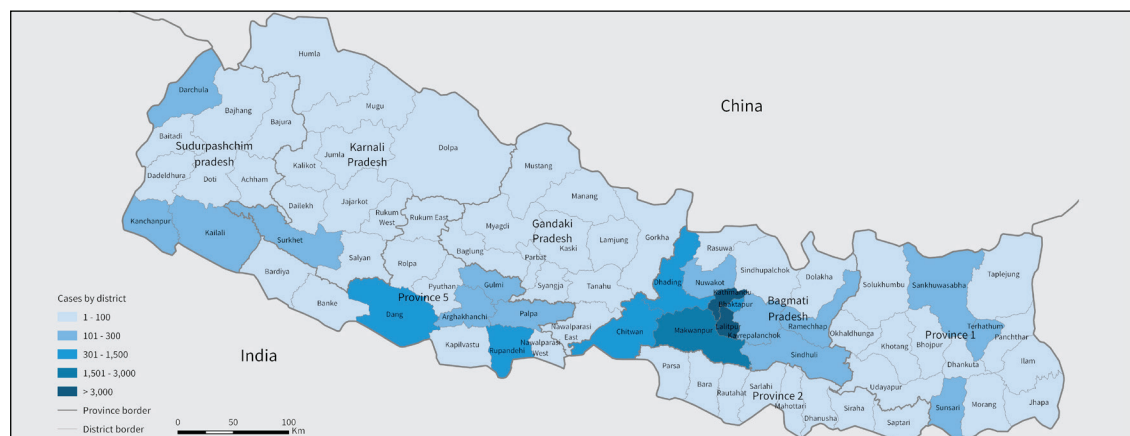 Humla
Darchula
China
Bajhang
Mugu
Bajura
Baitadi
Sudurpashchim
pradesh
Karnali
Pradesh
Dolpa
Jumla
Kalikot
Mustang
Dadeldhura
Doti
Achham
Manang
Dailekh
Jajarkot
Rukum
West
Rukum East
Kanchanpur
Kailali
Surkhet
Myagdi
Gandaki
Pradesh
Kaski
Lamjung
Gorkha
Rasuwa
Baglung
Parbat
Salyan
Rolpa
Sindhupalchok
Dolakha
Bardiya
Pyuthan
Gulmi
Syangja
Tanahu
Dhading
Nuwakot
Solukhumbu
Sankhuwasabha
Taplejung
Cases by district
1 - 100
101 - 300
301 - 1,500
1,501 - 3,000
> 3,000
Province border
District border
Banke
Province 5
Dang
Arghakhanchi
Palpa
Kathmandu
Bhaktapur
Bagmati
Pradesh
Lalitpur
Kavrepalanchok
Ramechhap
Okhaldhunga
Terhathum
Panchthar
Province 1
Kapilvastu
Rupandehi
Nawalparasi
East
Nawalparasi
West
Chitwan
Makwanpur
Sindhuli
Khotang
Bhojpur
Dhankuta
Ilam
India
Parsa
Bara
Rautahat
Sarlahi
Province 2
Mahottari
Dhanusha
Siraha
Udayapur
Saptari
Sunsari
Morang
Jhapa
0 50 100
Km